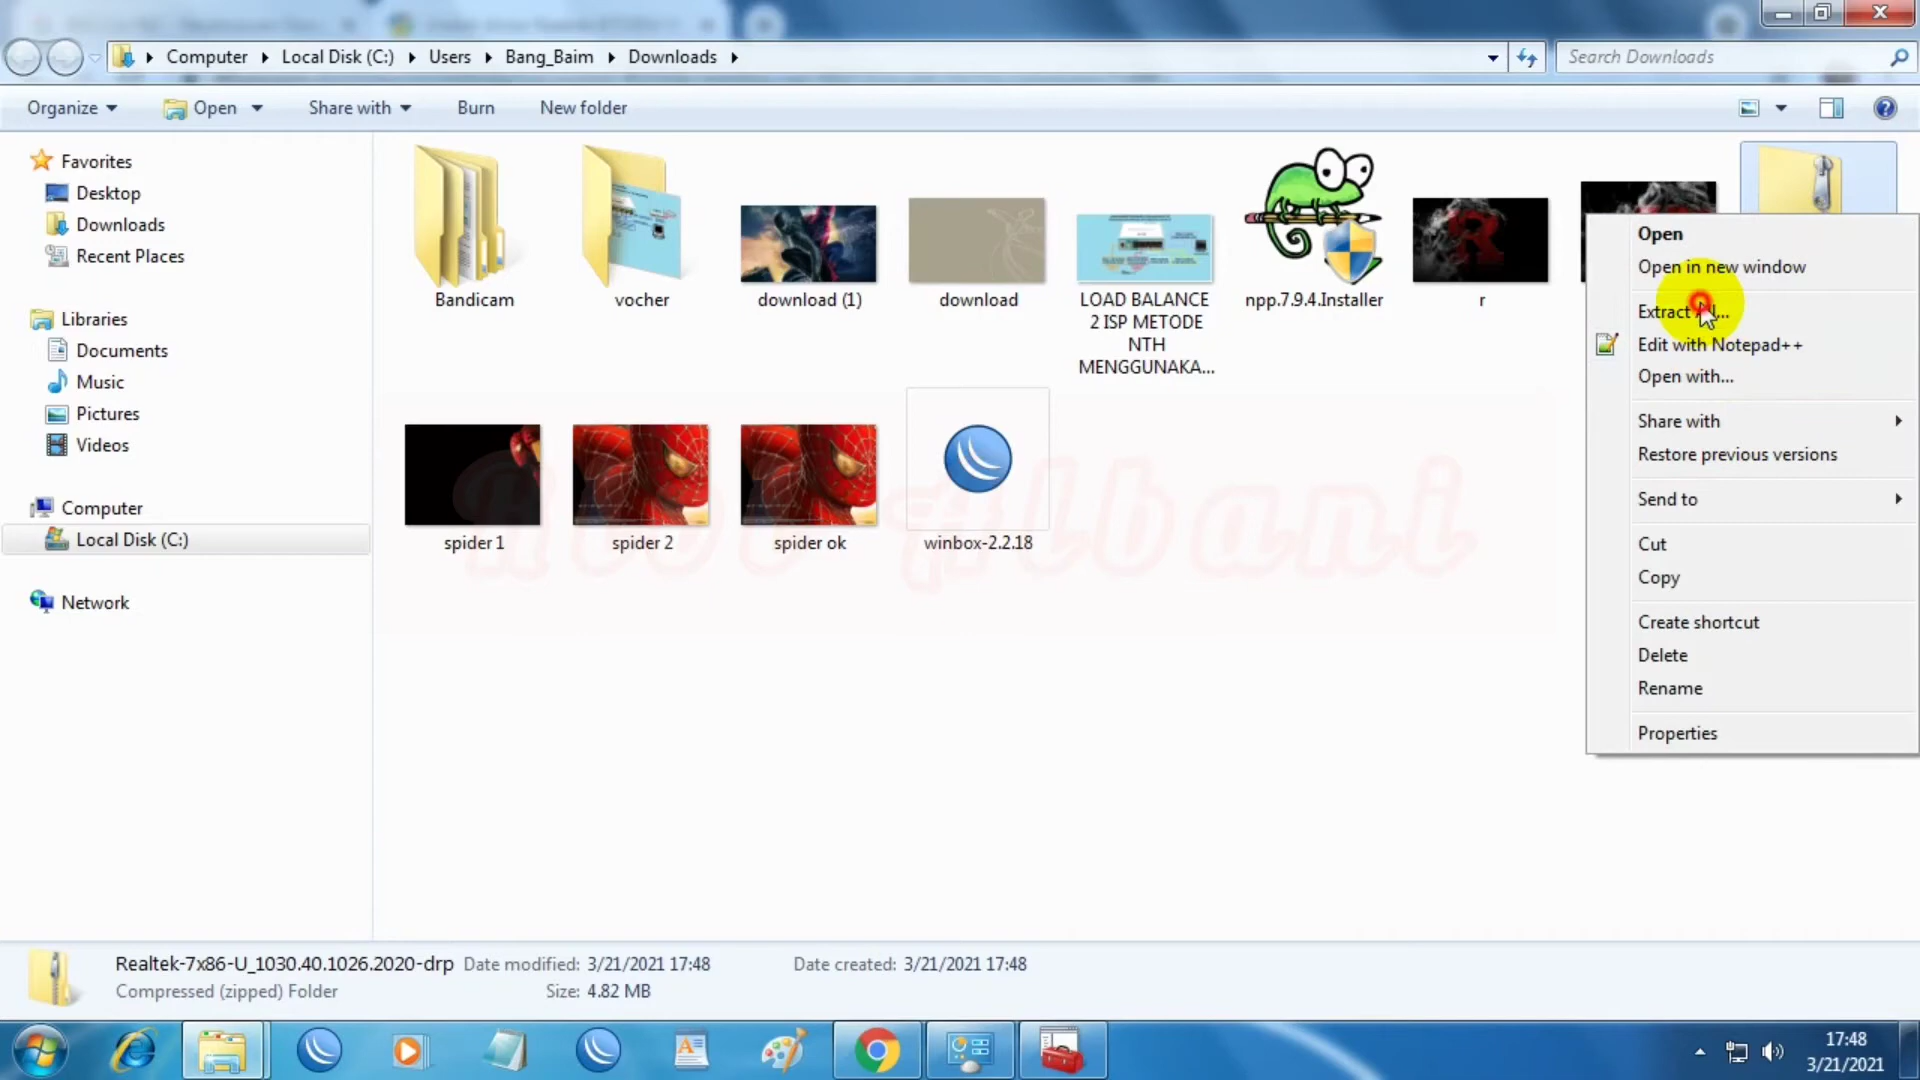 Computer
Local Disk (C:)
Users
Bang_Baim
Downloads
Search Downloads
Organize
Open
Share with
Burn
New folder
Favorites
Desktop
Downloads
Recent Places
Libraries
Documents
Music
Pictures
Videos
Computer
Local Disk (C:)
Network
Bandicam
vocher
download (1)
download
LOAD BALANCE
2 ISP METODE
NTH
MENGGUNAKA...
npp.7.9.4.Installer
r
spider 1
spider 2
spider ok
winbox-2.2.18
Albani
Open
Open in new window
Extract All...
Edit with Notepad++
Open with...
Share with
Restore previous versions
Send to
Cut
Copy
Create shortcut
Delete
Rename
Properties
Realtek-7x86-U_1030.40.1026.2020-drp
Date modified: 3/21/2021 17:48
Date created: 3/21/2021 17:48
Compressed (zipped) Folder
Size: 4.82 MB
17:48
3/21/2021